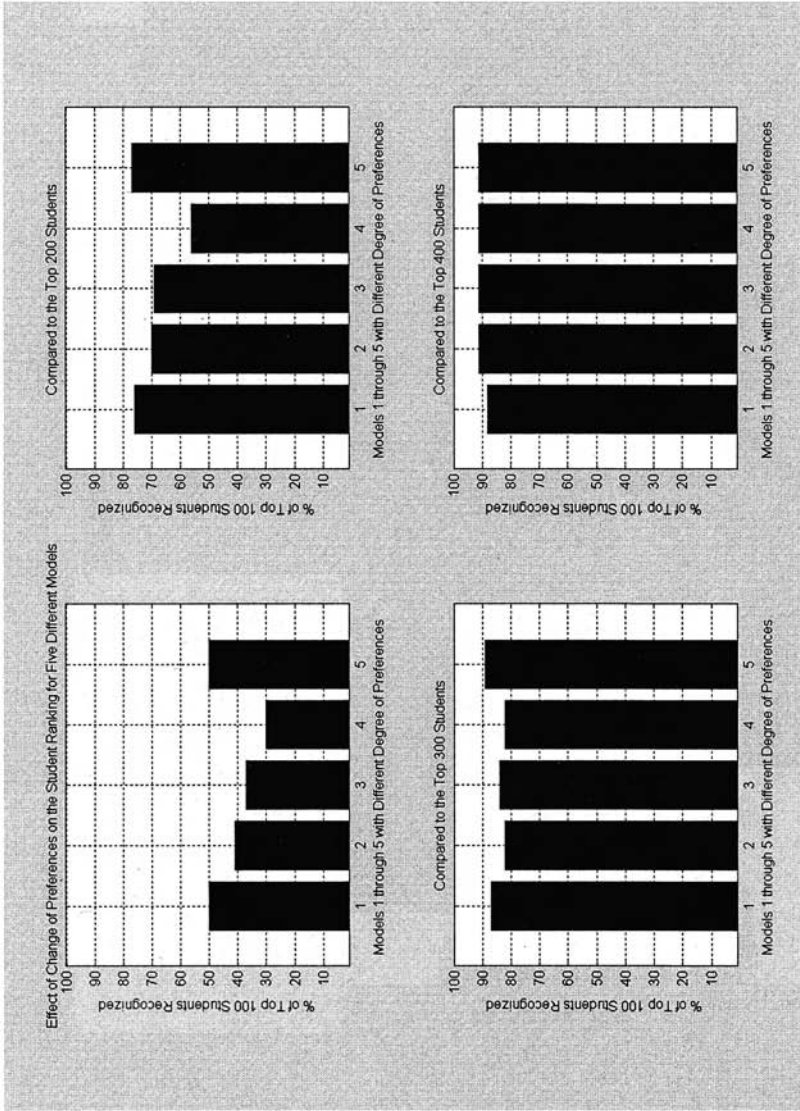 Effect of Change of Preferences on the Student Ranking for Five Different Models
100
90
80
70
60
50
40
30
20
10
% of Top 100 Students Recognized
1 2 3 4 5
Models 1 through 5 with Different Degree of Preferences
Compared to the Top 200 Students
100
90
80
70
60
50
40
30
20
10
% of Top 100 Students Recognized
1 2 3 4 5
Models 1 through 5 with Different Degree of Preferences
Compared to the Top 300 Students
100
90
80
70
60
50
40
30
20
10
% of Top 100 Students Recognized
1 2 3 4 5
Models 1 through 5 with Different Degree of Preferences
Compared to the Top 400 Students
100
90
80
70
60
50
40
30
20
10
% of Top 100 Students Recognized
1 2 3 4 5
Models 1 through 5 with Different Degree of Preferences